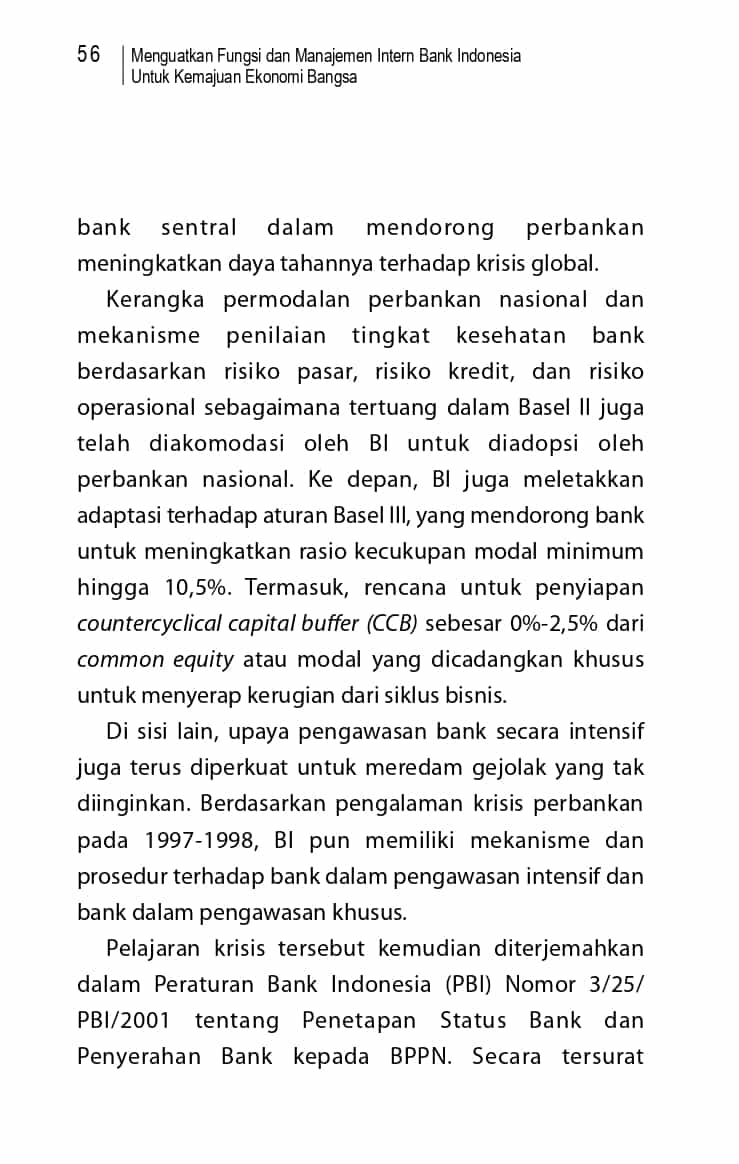 56
Menguatkan Fungsi dan Manajemen Intern Bank Indonesia
Untuk Kemajuan Ekonomi Bangsa
bank sentral dalam mendorong perbankan
meningkatkan daya tahannya terhadap krisis global.
Kerangka permodalan perbankan nasional dan
mekanisme penilaian tingkat kesehatan bank
berdasarkan risiko pasar, risiko kredit, dan risiko
operasional sebagaimana tertuang dalam Basel II juga
telah diakomodasi oleh BI untuk diadopsi oleh
perbankan nasional. Ke depan, BI juga meletakkan
adaptasi terhadap aturan Basel III, yang mendorong bank
untuk meningkatkan rasio kecukupan modal minimum
hingga 10,5%. Termasuk, rencana untuk penyiapan
countercyclical capital buffer (CCB) sebesar 0%-2,5% dari
common equity atau modal yang dicadangkan khusus
untuk menyerap kerugian dari siklus bisnis.
Di sisi lain, upaya pengawasan bank secara intensif
juga terus diperkuat untuk meredam gejolak yang tak
diinginkan. Berdasarkan pengalaman krisis perbankan
pada 1997-1998, BI pun memiliki mekanisme dan
prosedur terhadap bank dalam pengawasan intensif dan
bank dalam pengawasan khusus.
Pelajaran krisis tersebut kemudian diterjemahkan
dalam Peraturan Bank Indonesia (PBI) Nomor 3/25/
PBI/2001 tentang Penetapan Status Bank dan
Penyerahan Bank kepada BPPN. Secara tersurat